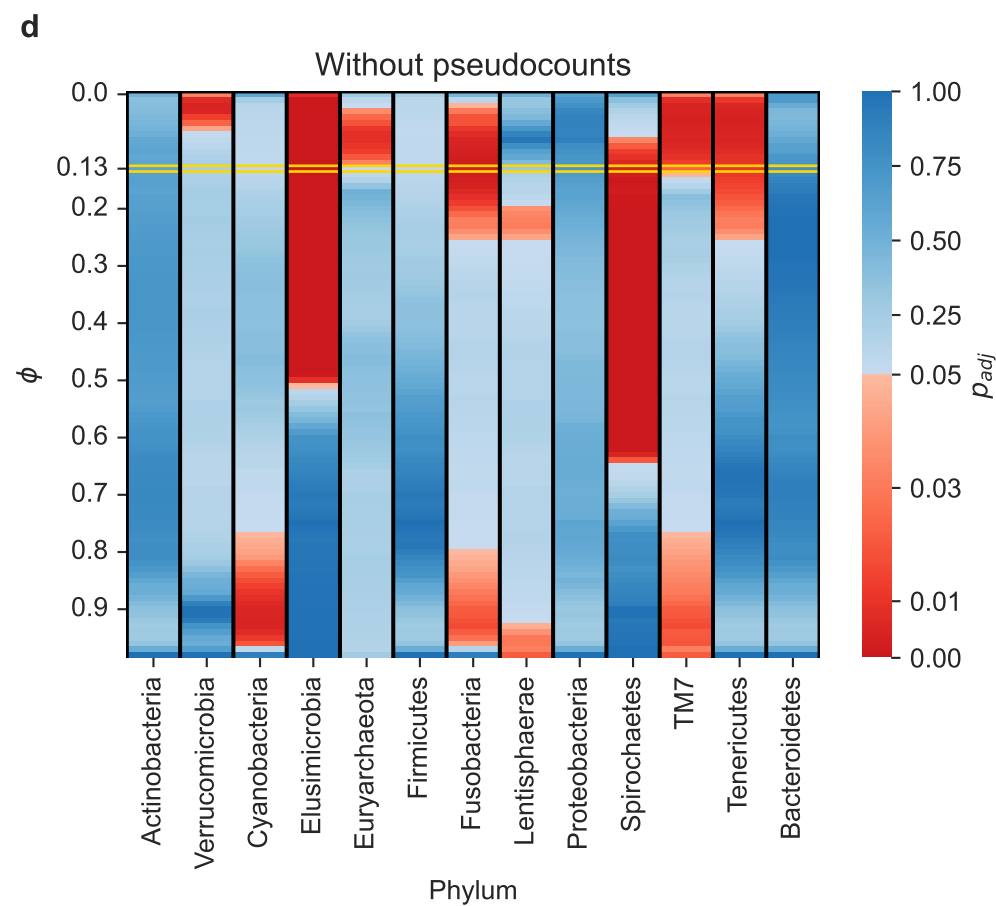 d
Without pseudocounts
0.0
0.13
0.2
0.3
0.4
0.5
0.6
0.7
0.8
0.9
ϕ
Actinobacteria
Verrucomicrobia
Cyanobacteria
Elusimicrobia
Euryarchaeota
Firmicutes
Fusobacteria
Lentisphaerae
Proteobacteria
Spirochaetes
TM7
Tenericutes
Bacteroidetes
Phylum
1.00
0.75
0.50
0.25
0.05
0.03
0.01
0.00
p_adj